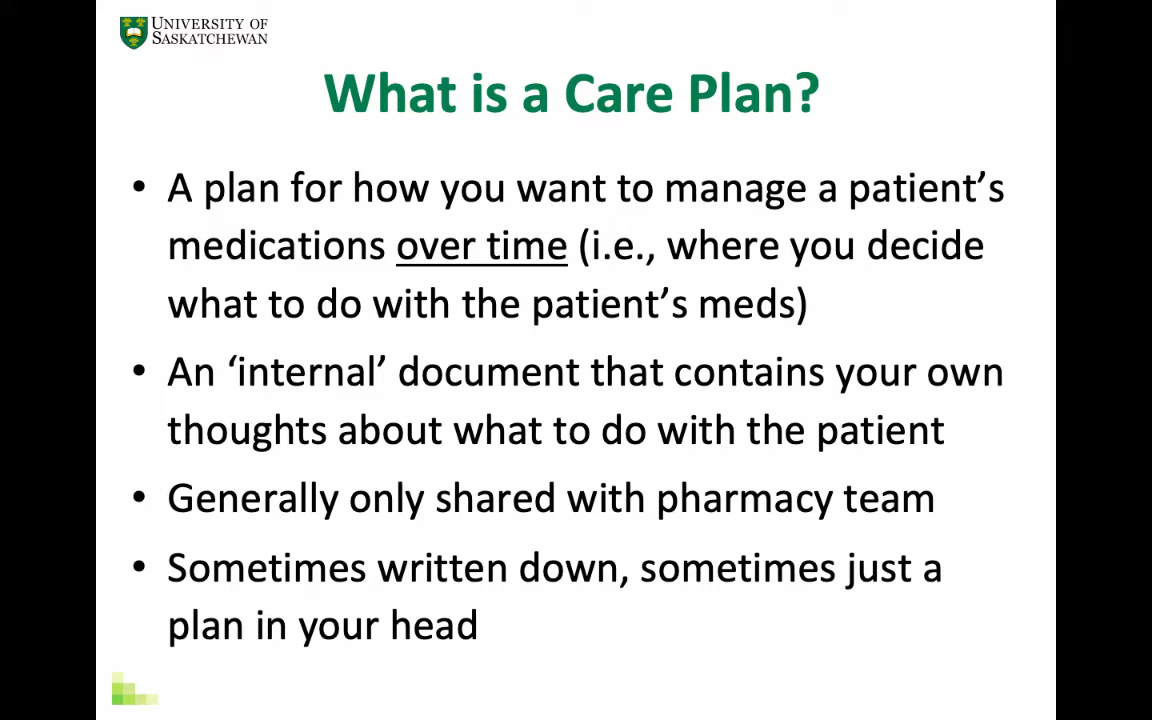 UNIVERSITY OF
SASKATCHEWAN
What is a Care Plan?
• A plan for how you want to manage a patient’s
medications over time (i.e., where you decide
what to do with the patient’s meds)
• An ‘internal’ document that contains your own
thoughts about what to do with the patient
• Generally only shared with pharmacy team
• Sometimes written down, sometimes just a
plan in your head